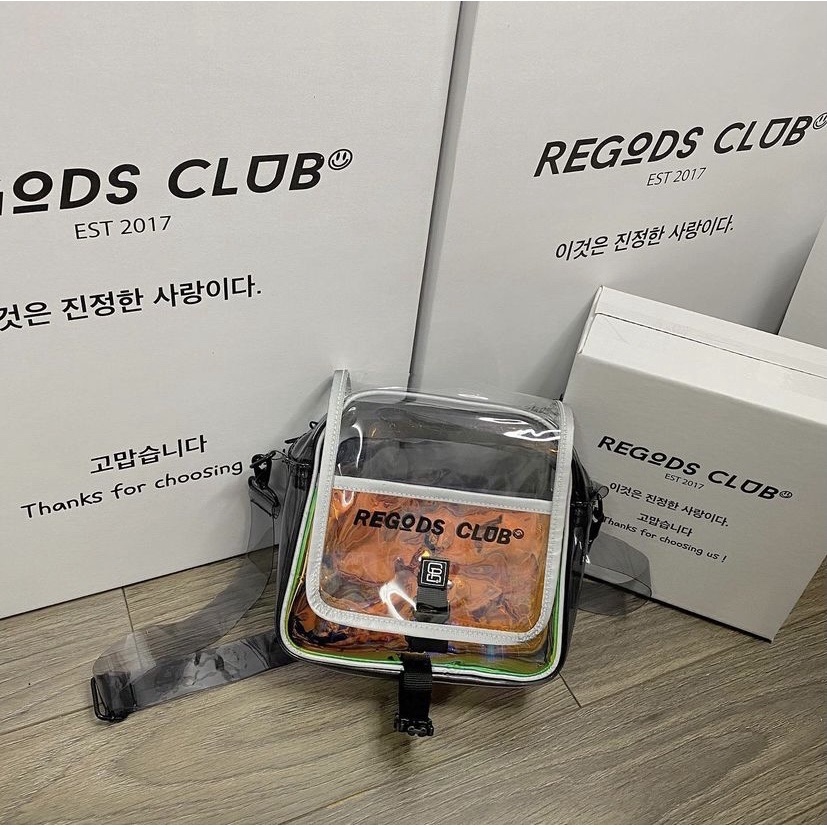 GODS CLUB
EST 2017
것은 진정한 사랑이다.
고맙습니다
Thanks for choosing
REGODS CLUB
EST 2017
이것은 진정한 사랑이다.
REGODS CLUB
EST 2017
이것은 진정한 사랑이다.
고맙습니다
Thanks for choosing us !
REGODS CLUB